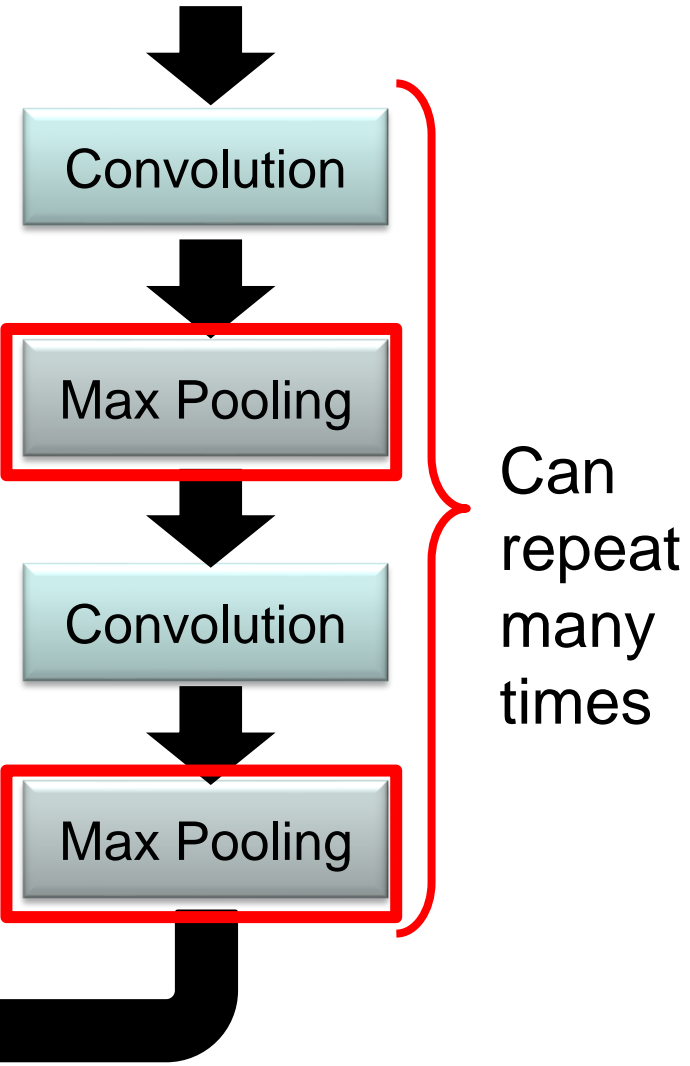 Convolution
Max Pooling
Can
repeat
many
times
Convolution
Max Pooling